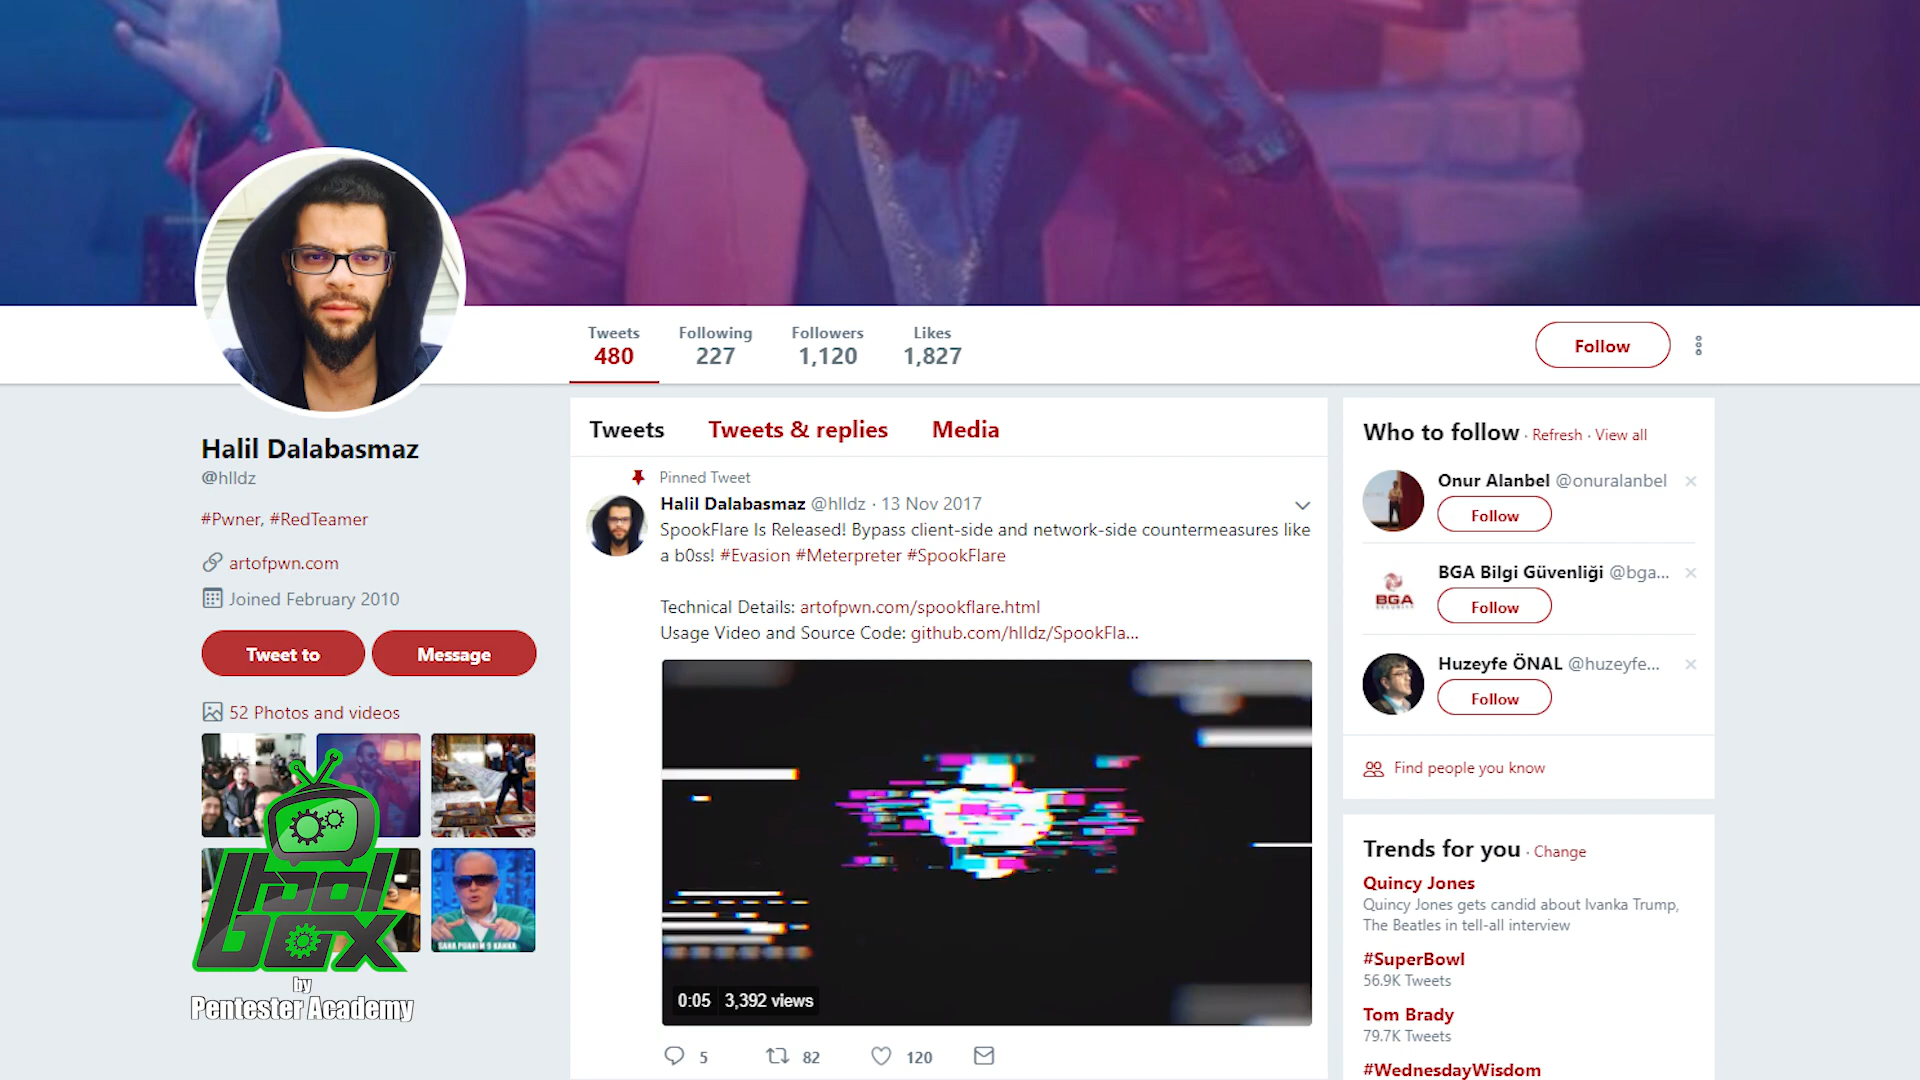 Tweets
480
Following
227
Followers
1,120
Likes
1,827
Follow
Halil Dalabasmaz
@hlldz
#Pwner, #RedTeamer
artofpwn.com
Joined February 2010
Tweet to
Message
52 Photos and videos
Tool
box
by
Pentester Academy
Tweets
Tweets & replies
Media
Pinned Tweet
Halil Dalabasmaz @hlldz · 13 Nov 2017
SpookFlare Is Released! Bypass client-side and network-side countermeasures like
a b0ss! #Evasion #Meterpreter #SpookFlare
Technical Details: artofpwn.com/spookflare.html
Usage Video and Source Code: github.com/hlldz/SpookFla...
0:05
3,392 views
5
82
120
Who to follow · Refresh · View all
Onur Alanbel @onuralanbel
Follow
BGA
BGA Bilgi Güvenliği @bga...
Follow
Huzeyfe ÖNAL @huzeyfe...
Follow
Find people you know
Trends for you · Change
Quincy Jones
Quincy Jones gets candid about Ivanka Trump,
The Beatles in tell-all interview
#SuperBowl
56.9K Tweets
Tom Brady
79.7K Tweets
#WednesdayWisdom